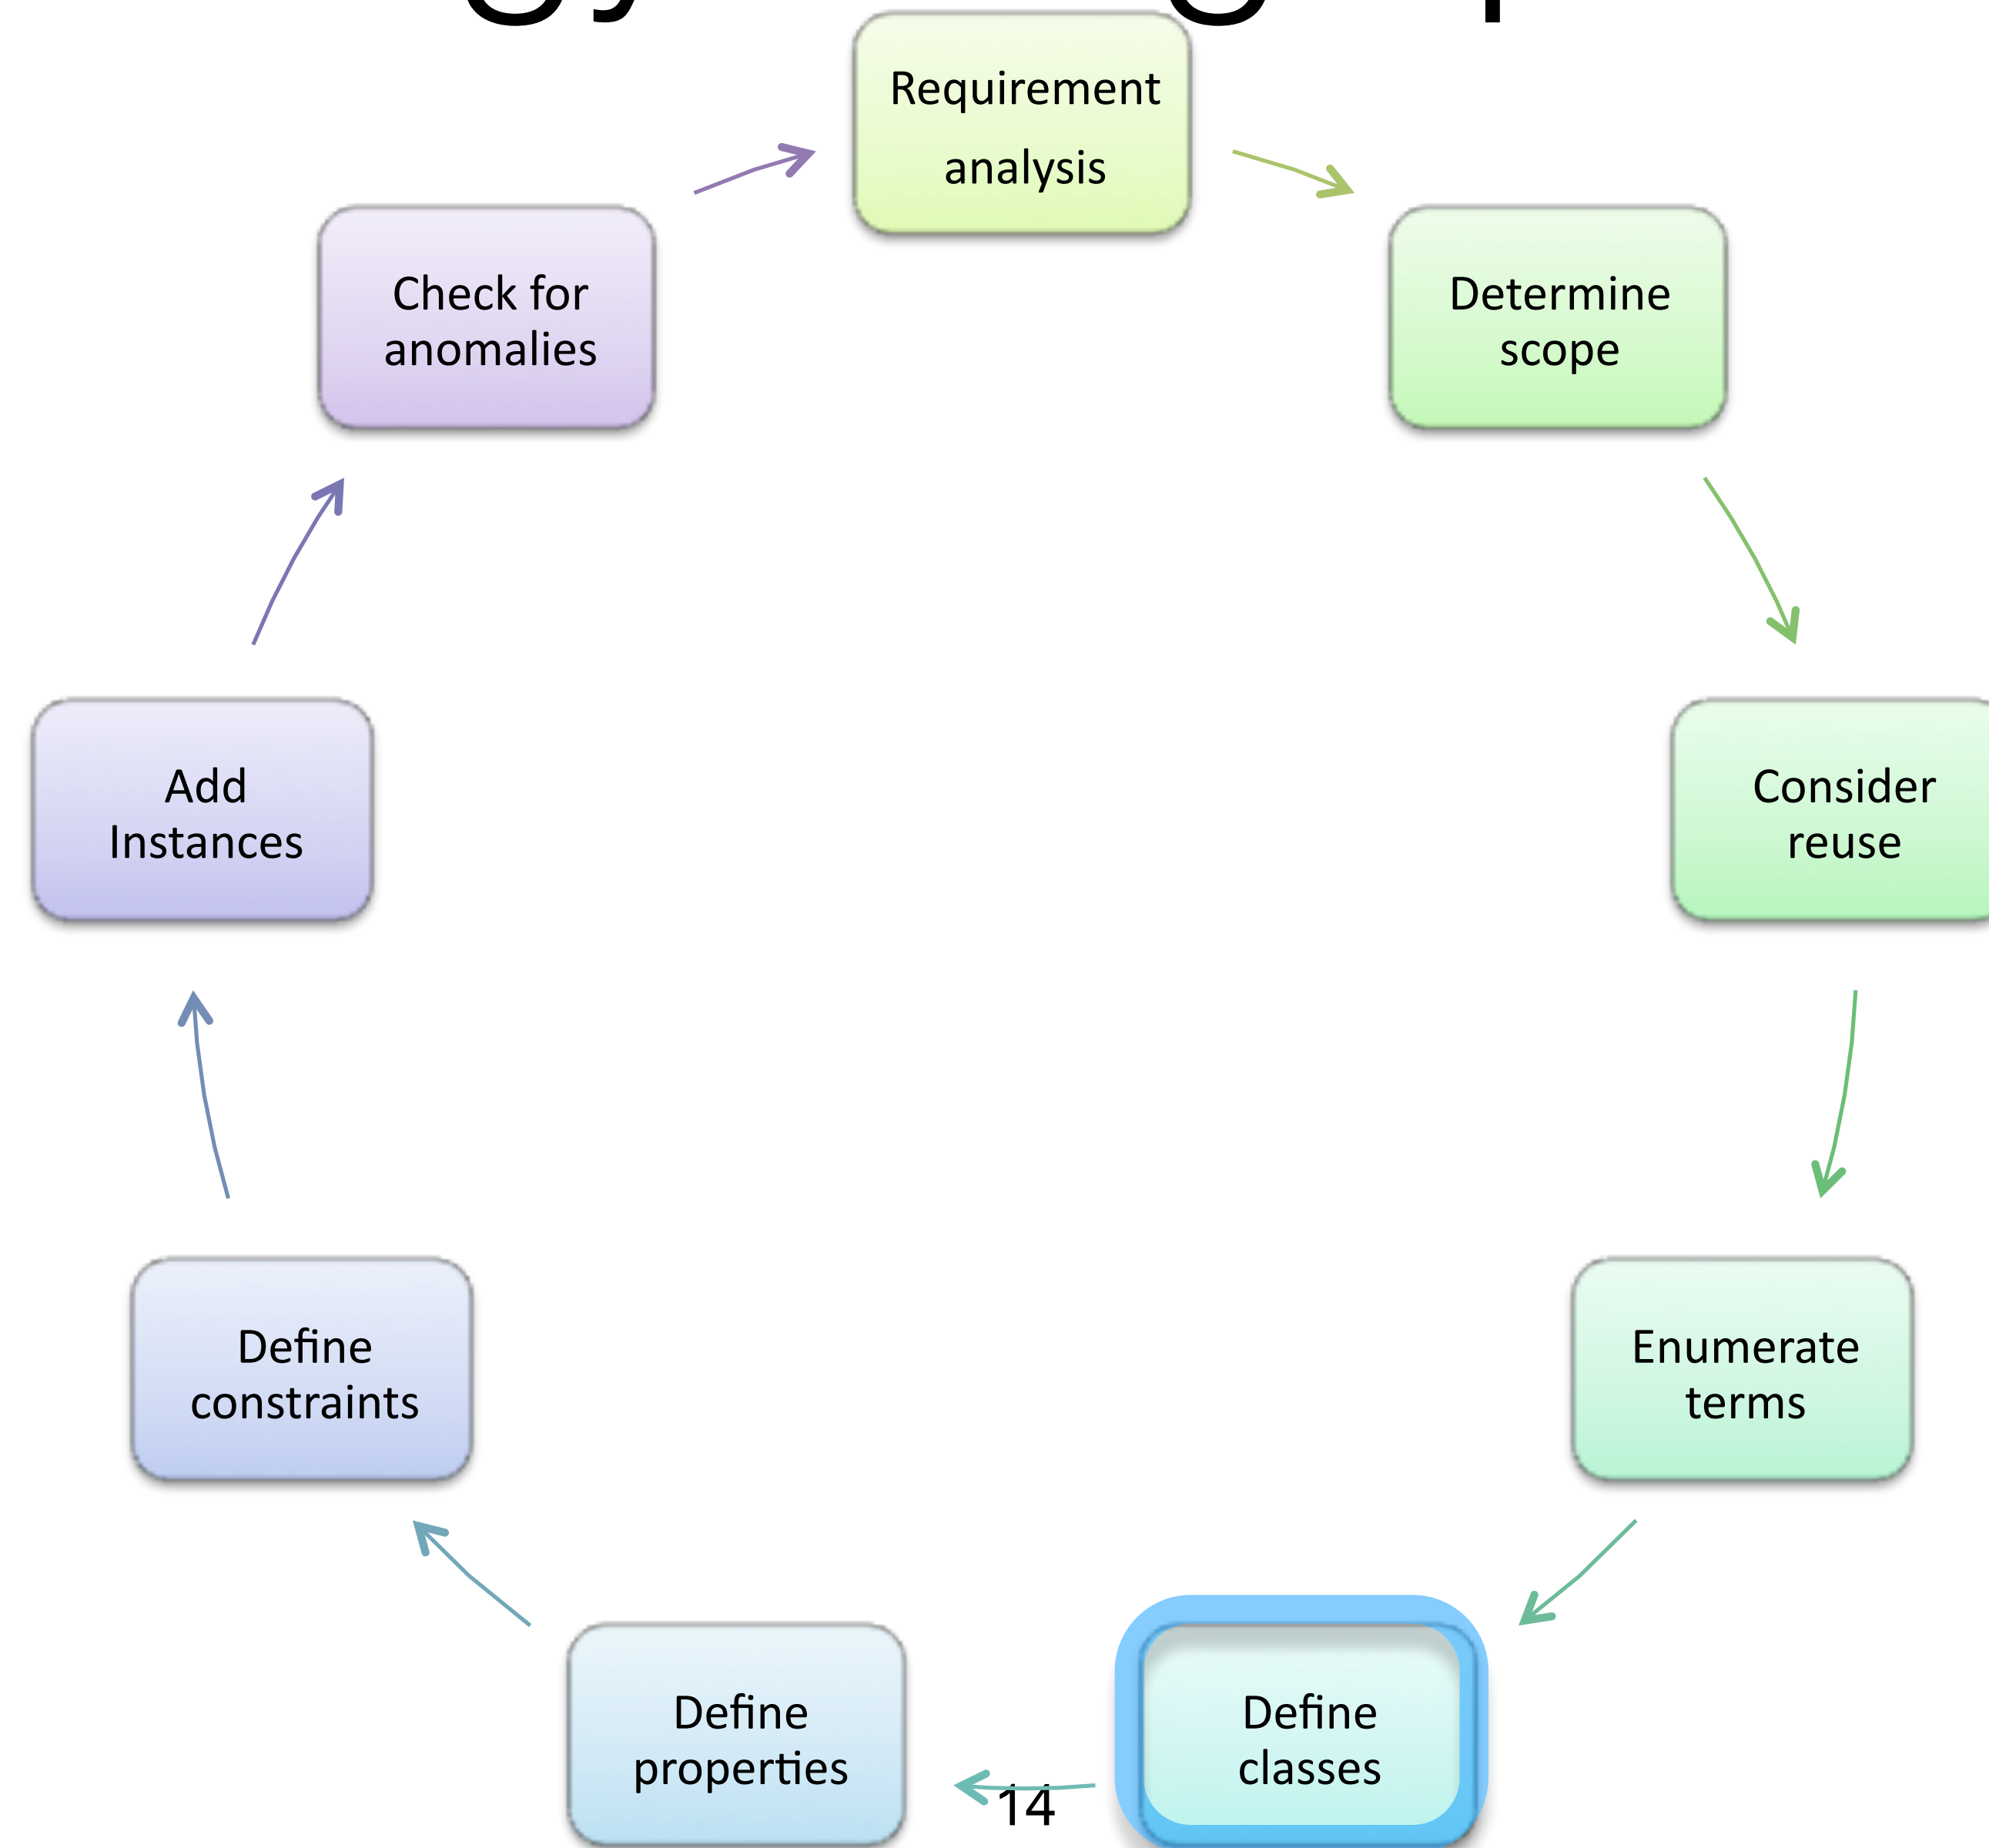 Requirement
analysis
Determine
scope
Consider
reuse
Enumerate
terms
Define
classes
Define
properties
Define
constraints
Add
Instances
Check for
anomalies
14